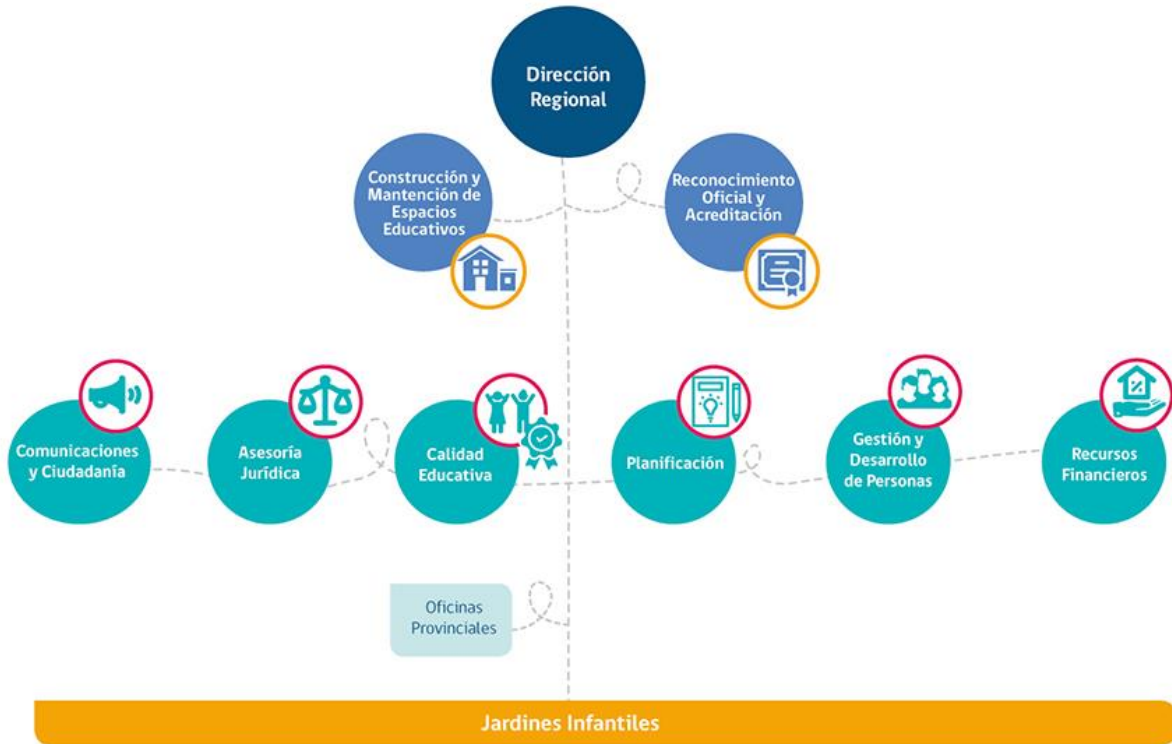 Dirección
Regional
Construcción y
Mantención de
Espacios
Educativos
Reconocimiento
Oficial y
Acreditación
Comunicaciones
y Ciudadanía
Asesoría
Jurídica
Calidad
Educativa
Planificación
Gestión y
Desarrollo
de Personas
Recursos
Financieros
Oficinas
Provinciales
Jardines Infantiles